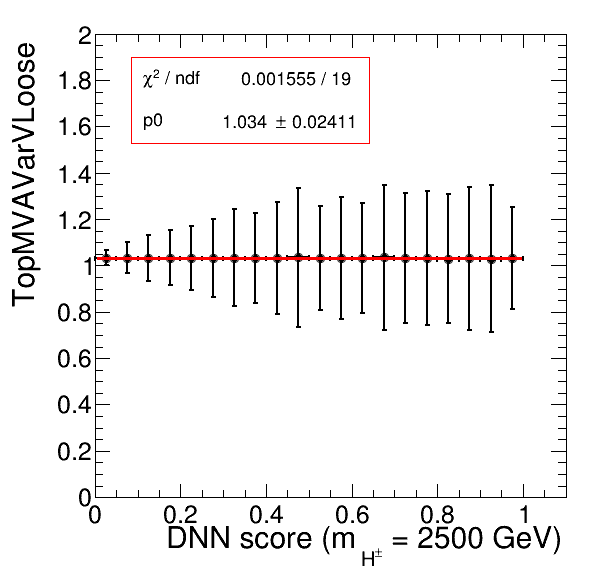 TopMVAVarVLoose
2
1.8
1.6
1.4
1.2
1
0.8
0.6
0.4
0.2
0
χ² / ndf 0.001555 / 19
p0 1.034 ± 0.02411
0 0.2 0.4 0.6 0.8 1
DNN score (m_H± = 2500 GeV)